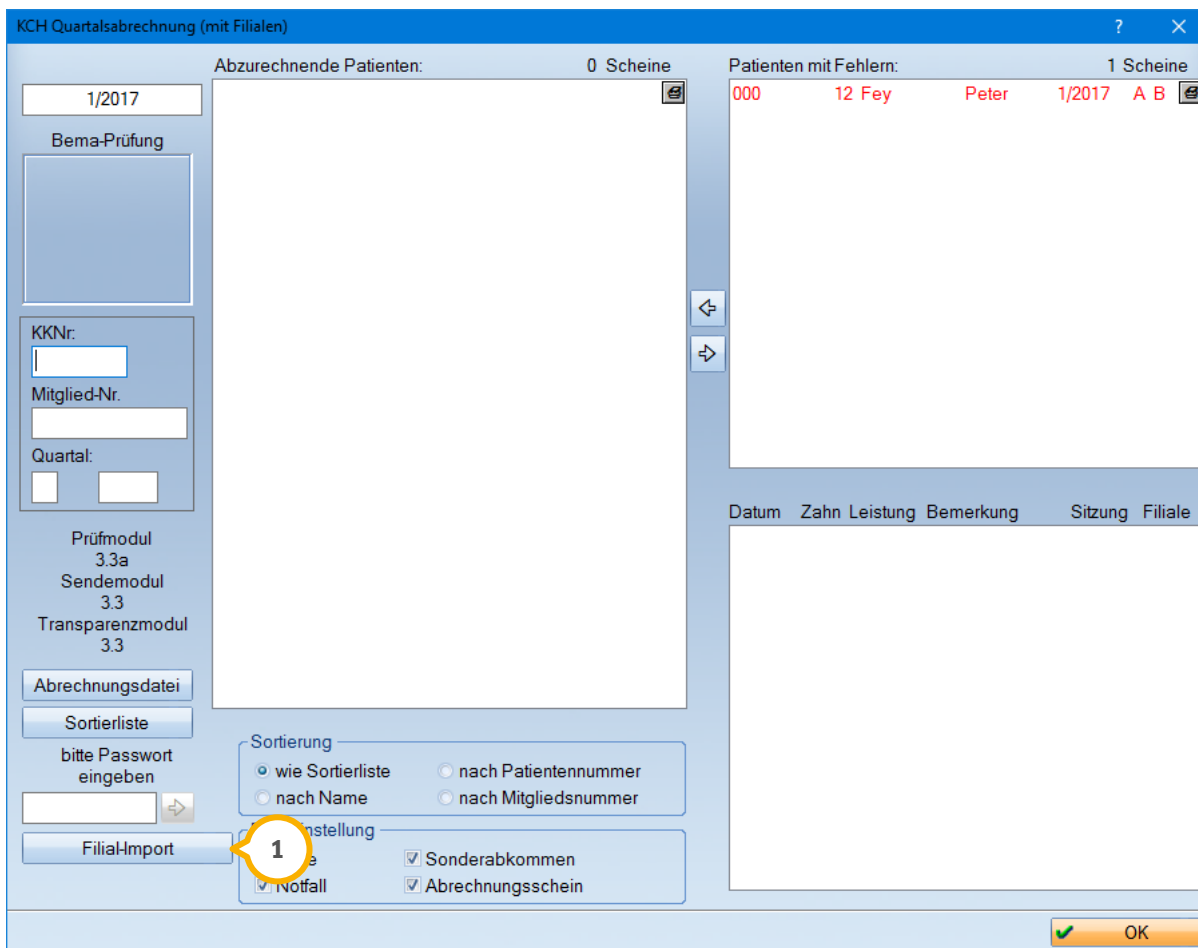 KCH Quartalsabrechnung (mit Filialen)
?
Abzurechnende Patienten: 0 Scheine
Patienten mit Fehlern: 1 Scheine
1/2017
000 12 Fey Peter 1/2017 A B
Bema-Prüfung
KKNr:
Mitglied-Nr.
Quartal:
Datum Zahn Leistung Bemerkung Sitzung Filiale
Prüfmodul
3.3a
Sendemodul
3.3
Transparenzmodul
3.3
Abrechnungsdatei
Sortierliste
bitte Passwort
eingeben
Sortierung
wie Sortierliste
nach Patientennummer
nach Name
nach Mitgliedsnummer
Filial-Import
1
Sonderabkommen
Notfall
Abrechnungsschein
OK